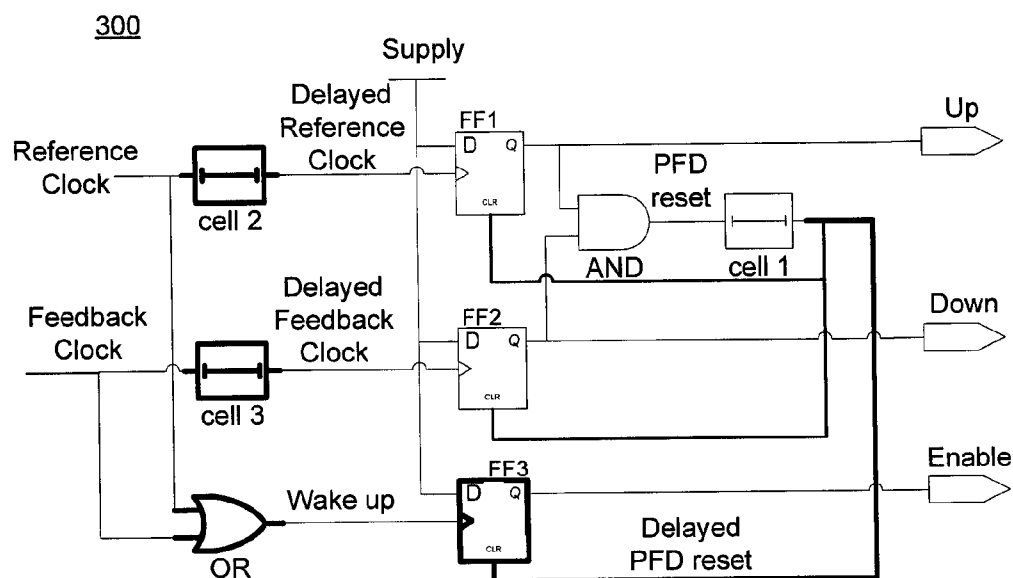 300
Supply
Up
Delayed
Reference
Clock
Reference
Clock
cell 2
FF1
D
Q
CLR
PFD
reset
AND
cell 1
Feedback
Clock
Delayed
Feedback
Clock
cell 3
FF2
D
Q
CLR
Down
Wake up
OR
FF3
D
Q
CLR
Enable
Delayed
PFD reset